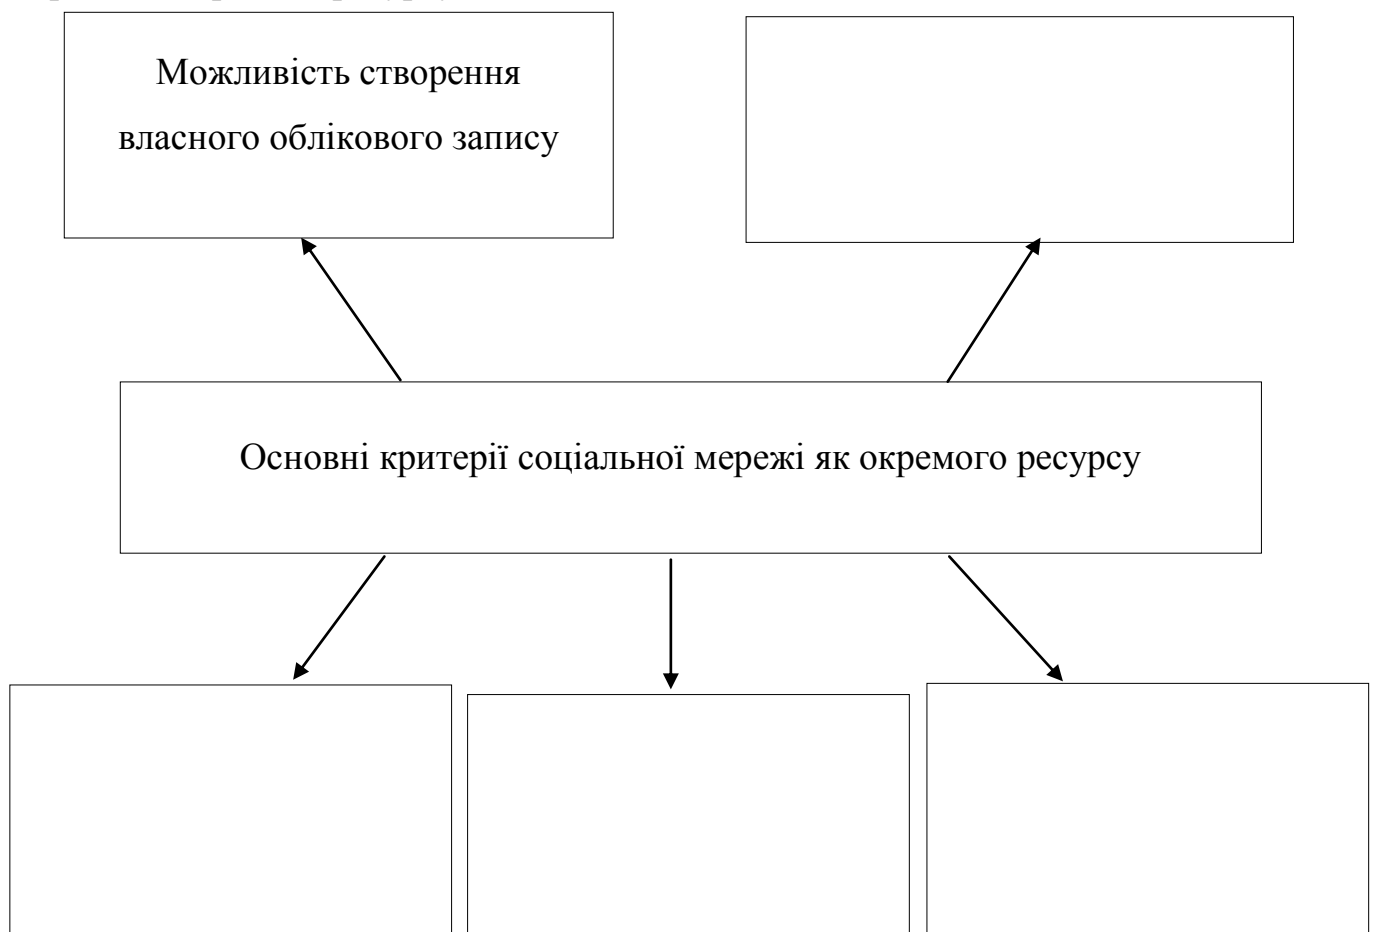 Можливість створення
власного облікового запису
Основні критерії соціальної мережі як окремого ресурсу